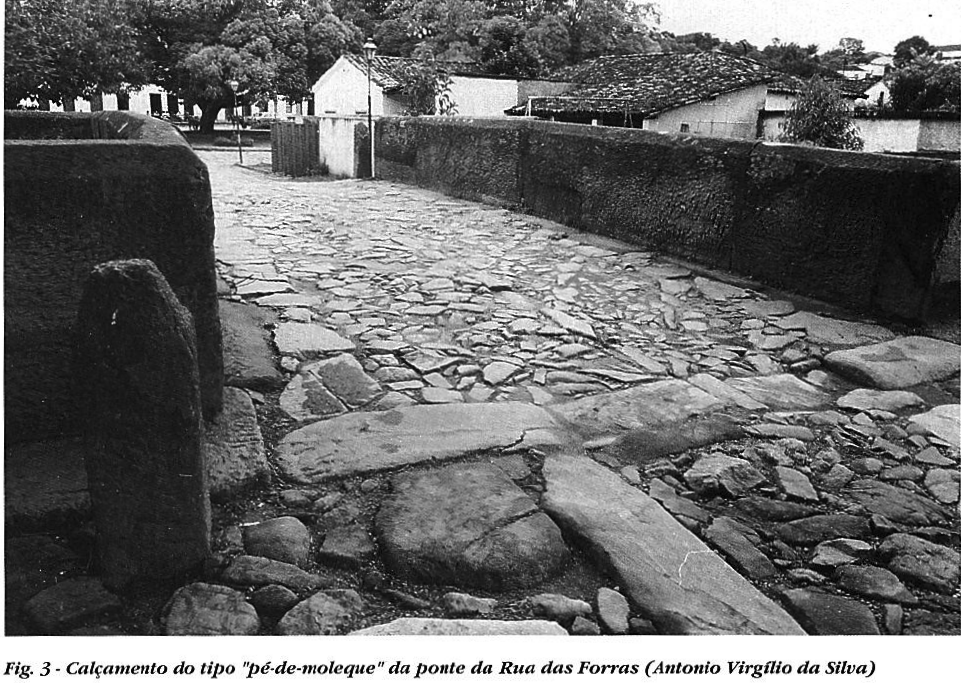 Fig. 3 - Calçamento do tipo "pé-de-moleque" da ponte da Rua das Forras (Antonio Virgílio da Silva)